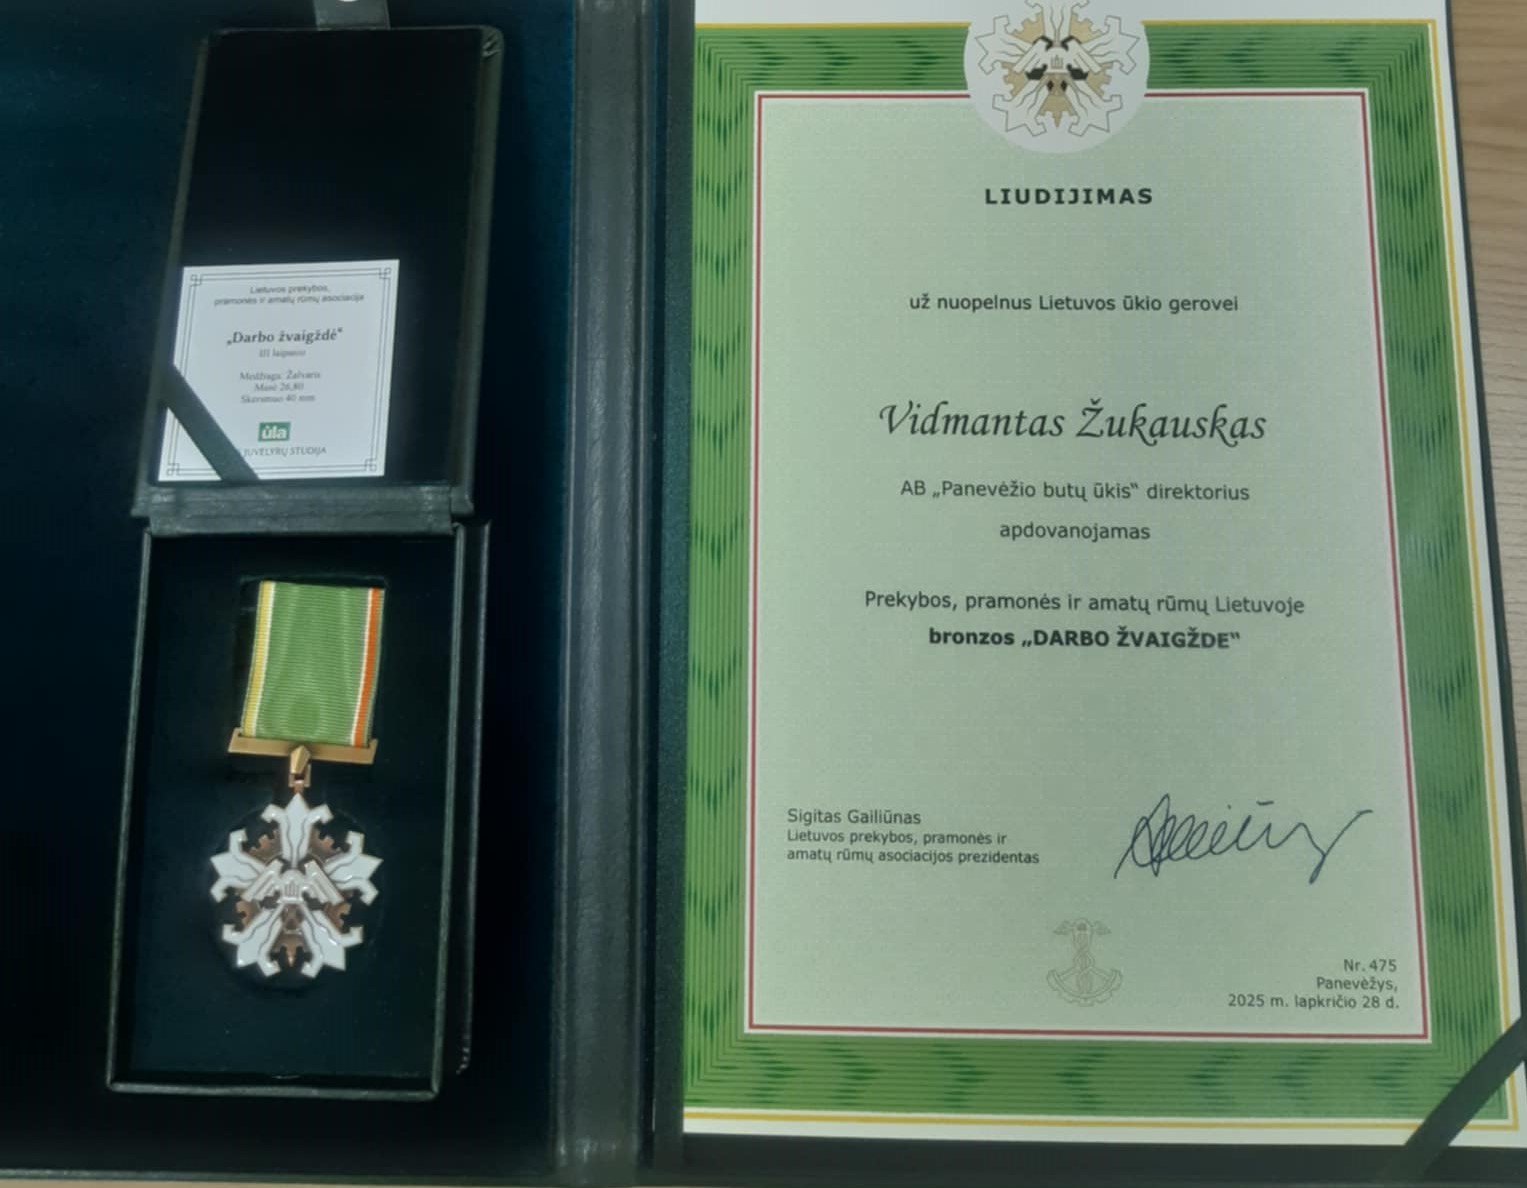 Lietuvos prekybos,
pramonės ir amatų rūmų asociacija
„Darbo žvaigždė“
III laipsnio
Medžiaga: Žalvaris
Masė 26,80
Skersmuo 40 mm
ula
JUVELYRŲ STUDIJA
LIUDIJIMAS
už nuopelnus Lietuvos ūkio gerovei
Vidmantas Žukauskas
AB „Panevėžio butų ūkis“ direktorius
apdovanojamas
Prekybos, pramonės ir amatų rūmų Lietuvoje
bronzos „DARBO ŽVAIGŽDE“
Sigitas Gailiūnas
Lietuvos prekybos, pramonės ir
amatų rūmų asociacijos prezidentas
Nr. 475
Panevėžys,
2025 m. lapkričio 28 d.